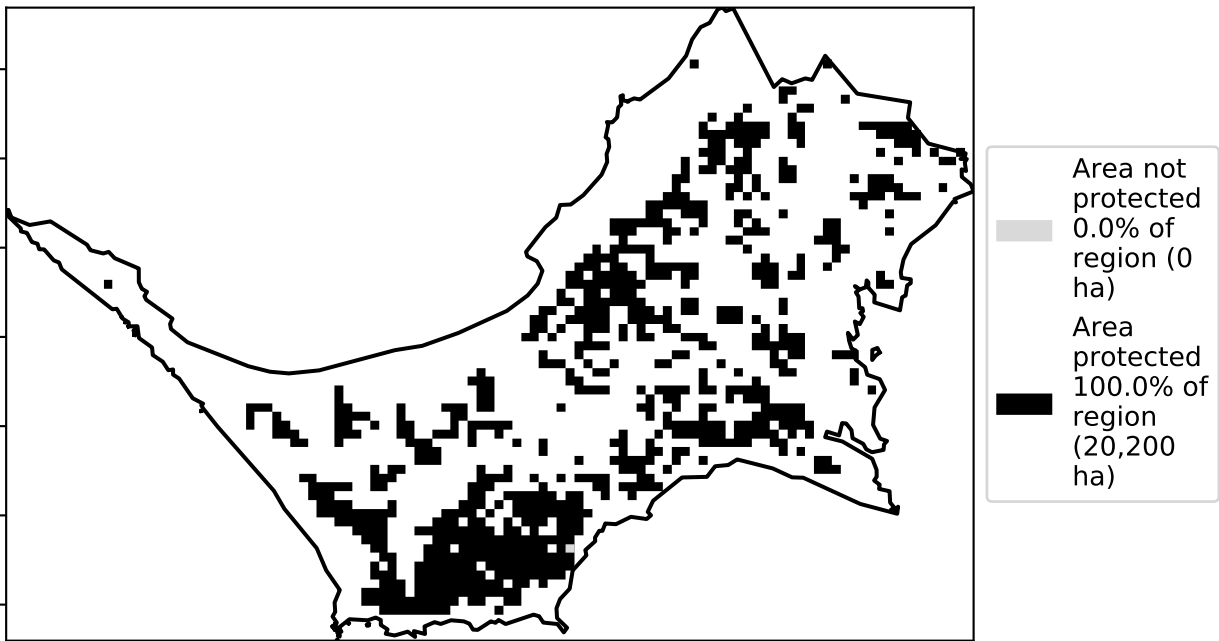 Area not
protected
0.0% of
region (0
ha)
Area
protected
100.0% of
region
(20,200
ha)